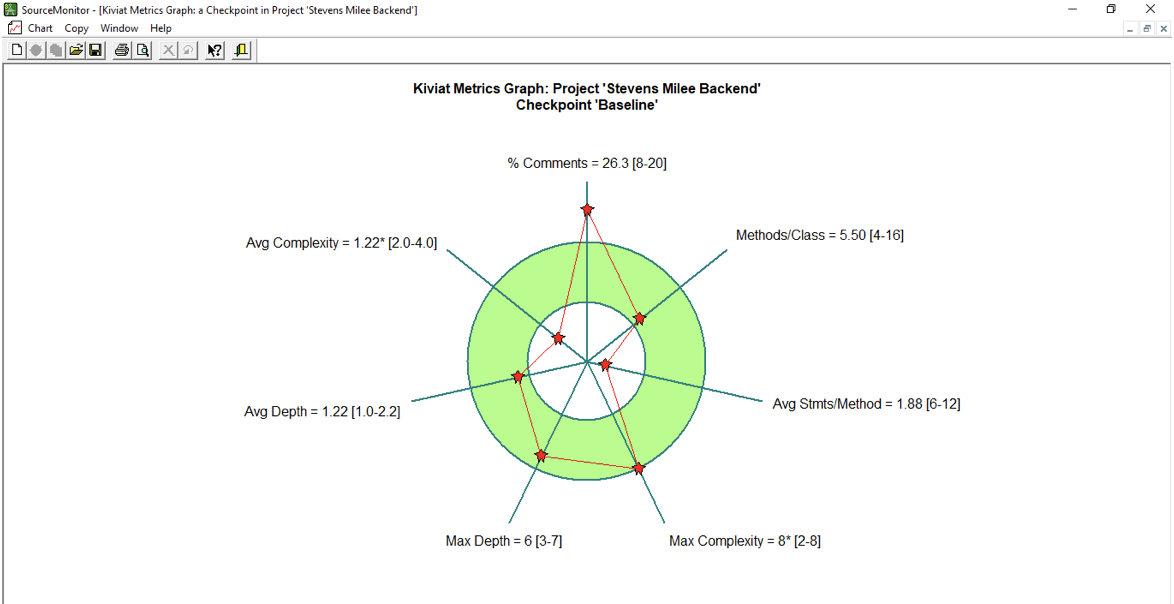 SourceMonitor - [Kiviat Metrics Graph: a Checkpoint in Project 'Stevens Milee Backend']
Chart Copy Window Help
Kiviat Metrics Graph: Project 'Stevens Milee Backend'
Checkpoint 'Baseline'
% Comments = 26.3 [8-20]
Methods/Class = 5.50 [4-16]
Avg Complexity = 1.22* [2.0-4.0]
Avg Stmts/Method = 1.88 [6-12]
Avg Depth = 1.22 [1.0-2.2]
Max Depth = 6 [3-7]
Max Complexity = 8* [2-8]